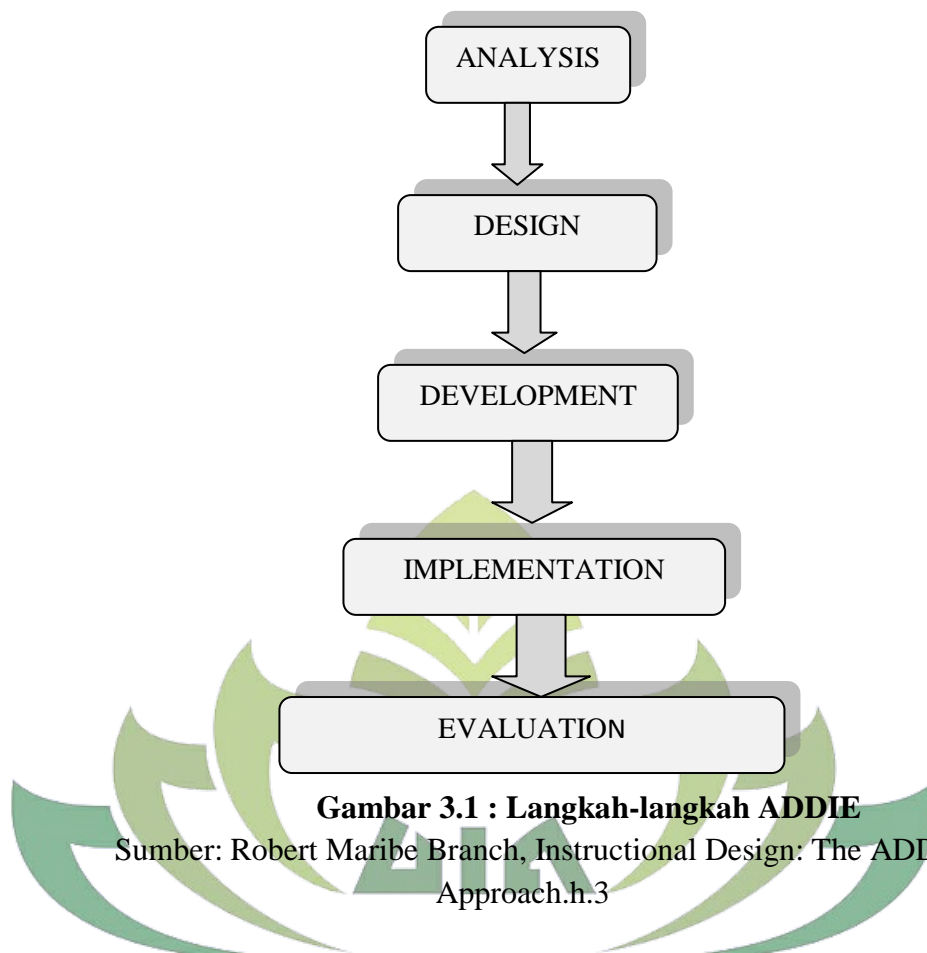 ANALYSIS
DESIGN
DEVELOPMENT
IMPLEMENTATION
EVALUATION
Gambar 3.1 : Langkah-langkah ADDIE
Sumber: Robert Maribe Branch, Instructional Design: The ADD
Approach.h.3